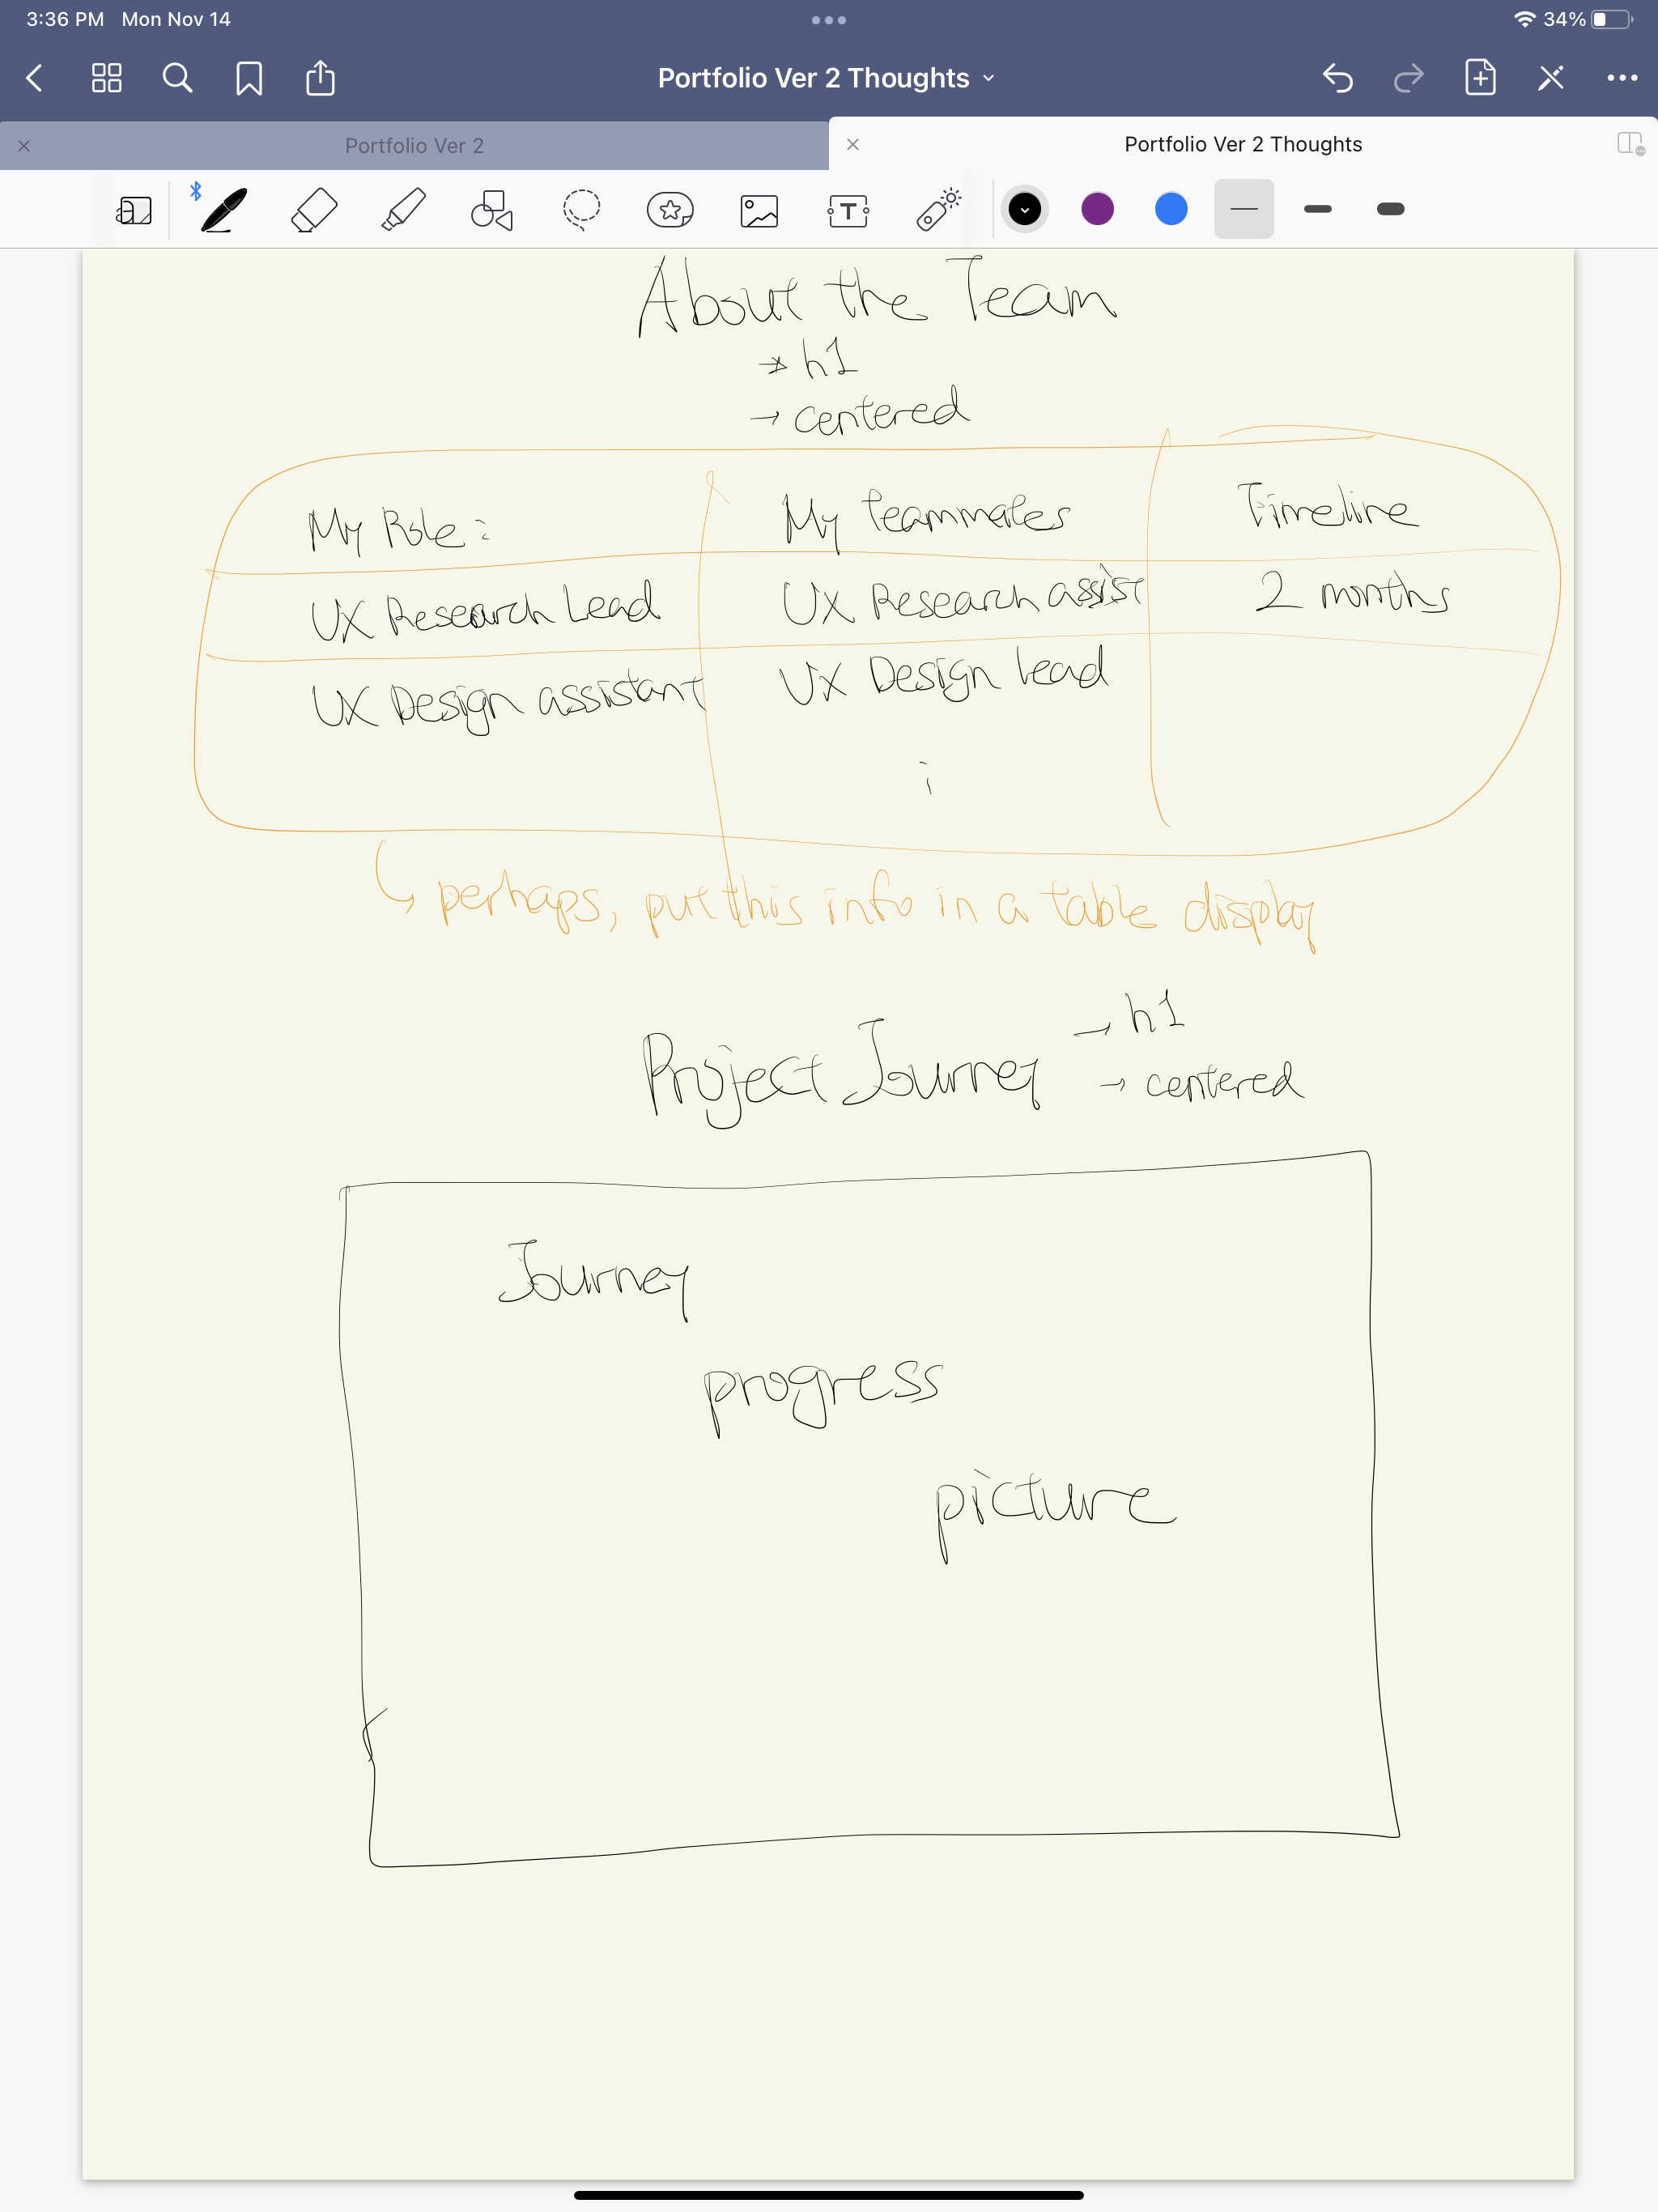 3:36 PM Mon Nov 14
34%
Portfolio Ver 2 Thoughts
Portfolio Ver 2
Portfolio Ver 2 Thoughts
T
About the Team
→ h1
→ centered
My Role: My teammates Timeline
UX Research Lead UX Research assist 2 months
UX Design assistant UX Design lead
perhaps, put this info in a table display
Project Journey → h1
→ centered
Journey
progress
picture